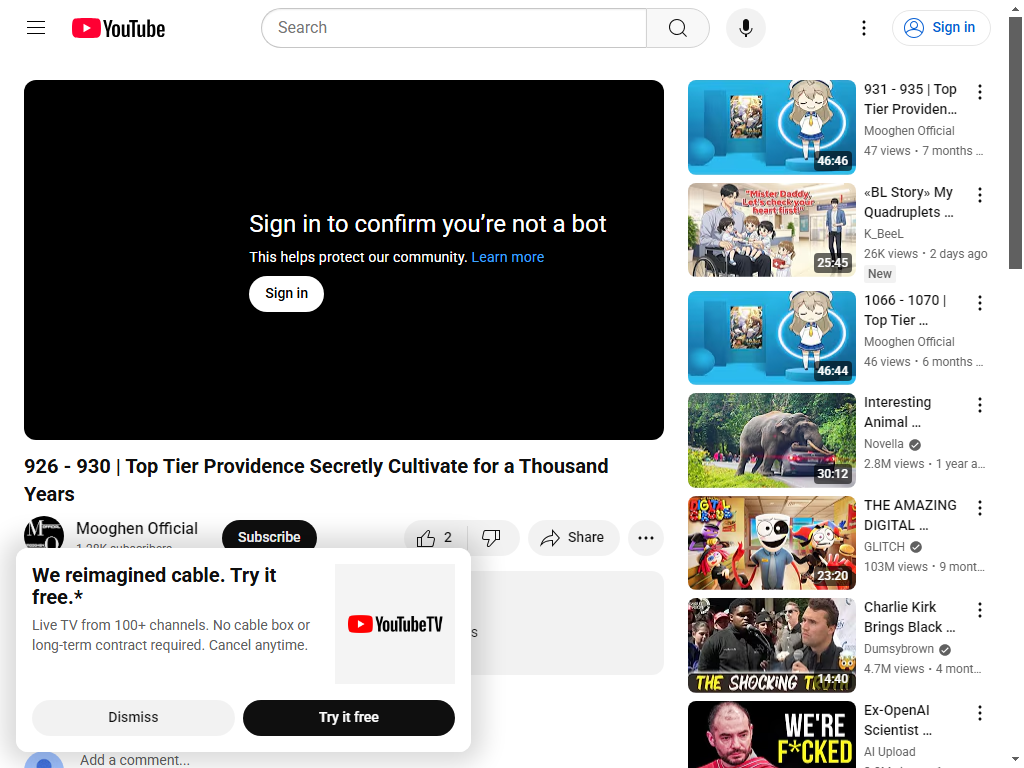 YouTube
Search
Sign in
Sign in to confirm you’re not a bot
This helps protect our community. Learn more
Sign in
926 - 930 | Top Tier Providence Secretly Cultivate for a Thousand
Years
Mooghen Official
Subscribe
2
Share
We reimagined cable. Try it
free.*
Live TV from 100+ channels. No cable box or
long-term contract required. Cancel anytime.
YouTubeTV
Dismiss
Try it free
Add a comment...
46:46
931 - 935 | Top
Tier Providen...
Mooghen Official
47 views • 7 months ...
"Mister Daddy,
Let's check your
heart first!"
25:45
«BL Story» My
Quadruplets ...
K_BeeL
26K views • 2 days ago
New
46:44
1066 - 1070 |
Top Tier ...
Mooghen Official
46 views • 6 months ...
30:12
Interesting
Animal ...
Novella
2.8M views • 1 year a...
DIGITAL
CIRCUS
23:20
THE AMAZING
DIGITAL ...
GLITCH
103M views • 9 mont...
THE SHOCKING
14:40
Charlie Kirk
Brings Black ...
Dumsybrown
4.7M views • 4 mont...
WE'RE
F*CKED
Ex-OpenAI
Scientist ...
AI Upload